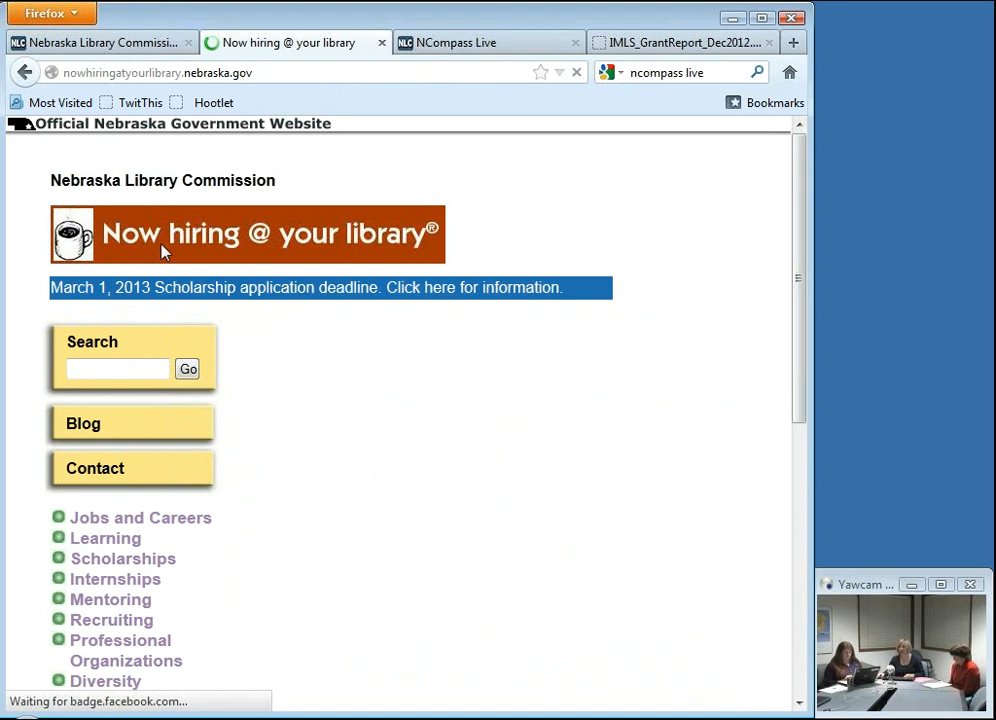 Firefox
NLC Nebraska Library Commissi...
Now hiring @ your library
NLC NCompass Live
IMLS_GrantReport_Dec2012....
nowhiringatyourlibrary.nebraska.gov
ncompass live
Most Visited
TwitThis
Hootlet
Bookmarks
Official Nebraska Government Website
Nebraska Library Commission
Now hiring @ your library®
March 1, 2013 Scholarship application deadline. Click here for information.
Search
Go
Blog
Contact
Jobs and Careers
Learning
Scholarships
Internships
Mentoring
Recruiting
Professional
Organizations
Diversity
Waiting for badge.facebook.com...
Yawcam ...